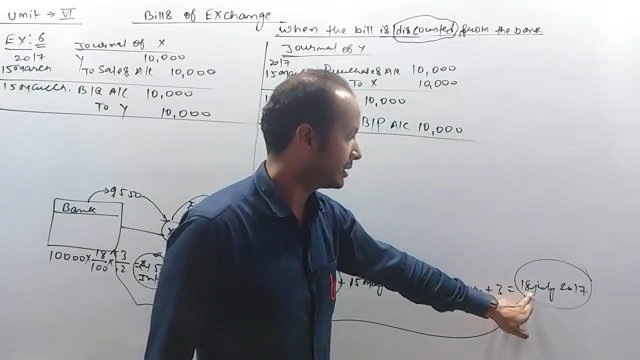 Unit → VI
Bills of Exchange
When the bill is discounted from the bank
EX: 6
Journal of X
2017
Y 10,000
15 March To Sales A/c 10,000
15 March B/R A/c 10,000
To Y 10,000
Journal of Y
2017
15 March Purchases A/c 10,000
To X 10,000
10,000
B/P A/c 10,000
Bank
9,550
10000 × 18/100 × 3/12
+ 3 = 18 July 2017